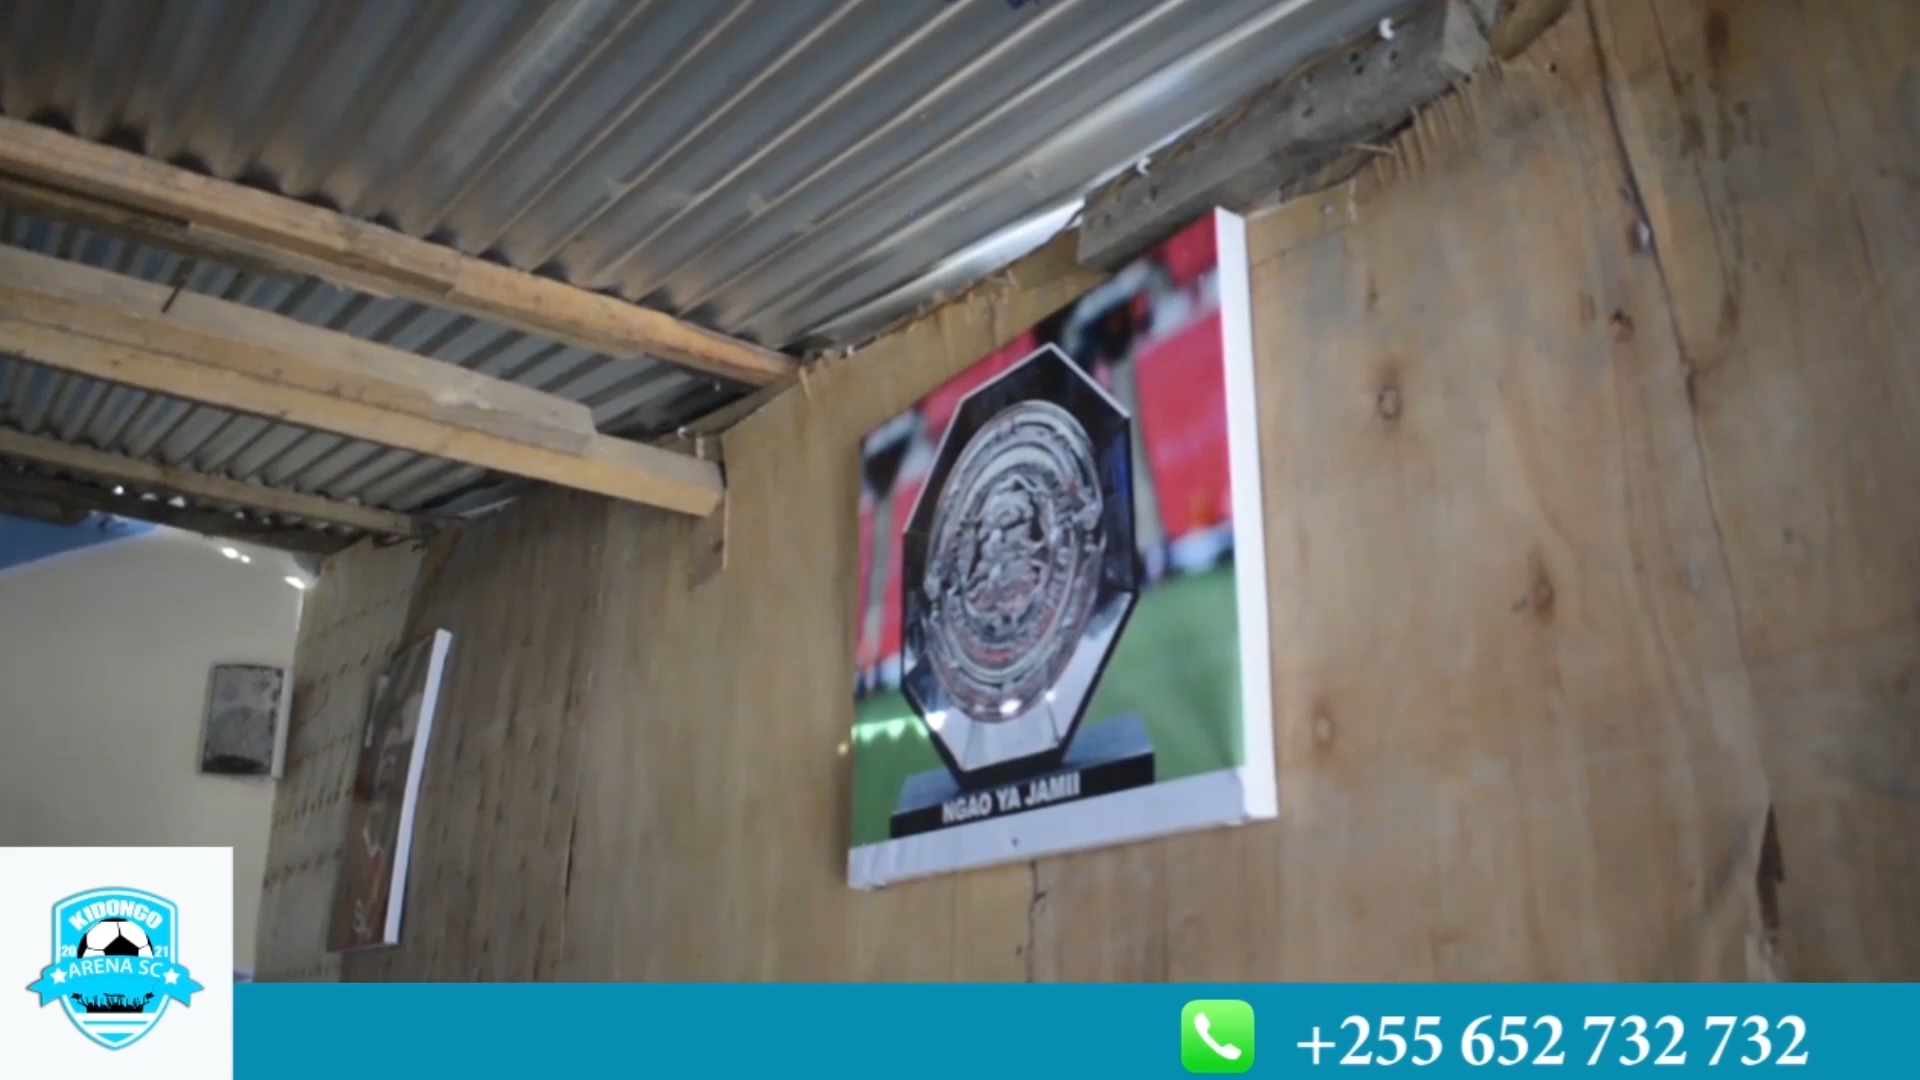 NGAO YA JAMII
KIDONGO
20 21
ARENA SC
+255 652 732 732